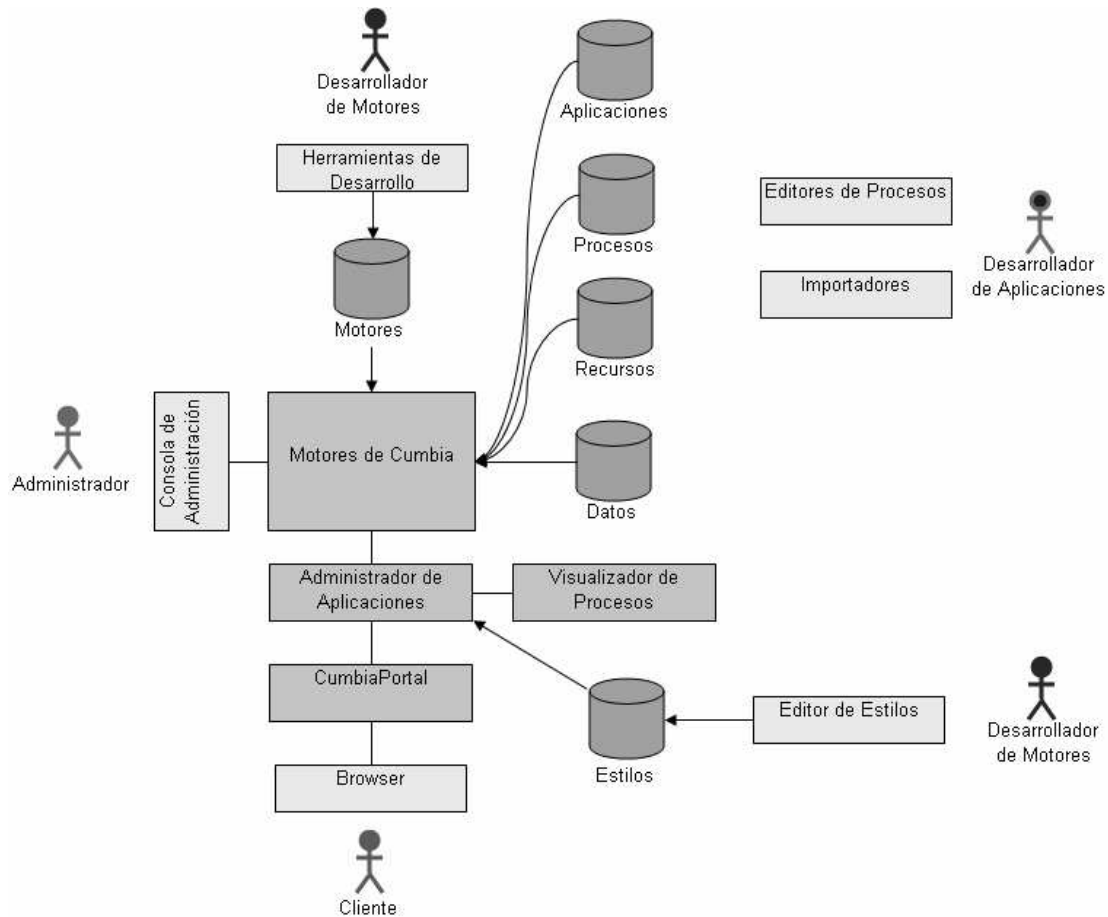 Desarrollador
de Motores
Aplicaciones
Herramientas de
Desarrollo
Procesos
Editores de Procesos
Desarrollador
de Aplicaciones
Importadores
Motores
Recursos
Administrador
Consola de
Administración
Motores de Cumbia
Datos
Administrador de
Aplicaciones
Visualizador de
Procesos
CumbiaPortal
Estilos
Editor de Estilos
Desarrollador
de Motores
Browser
Cliente